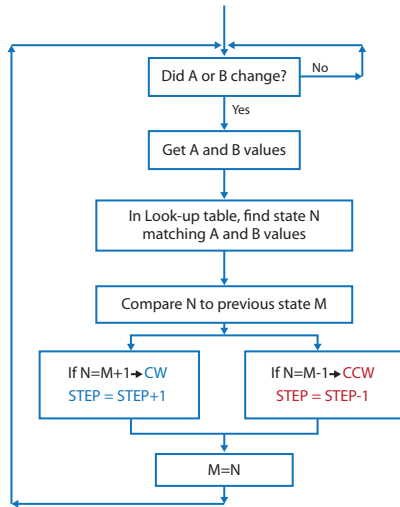 Did A or B change?
No
Yes
Get A and B values
In Look-up table, find state N
matching A and B values
Compare N to previous state M
If N=M+1→CW
STEP = STEP+1
If N=M-1→CCW
STEP = STEP-1
M=N